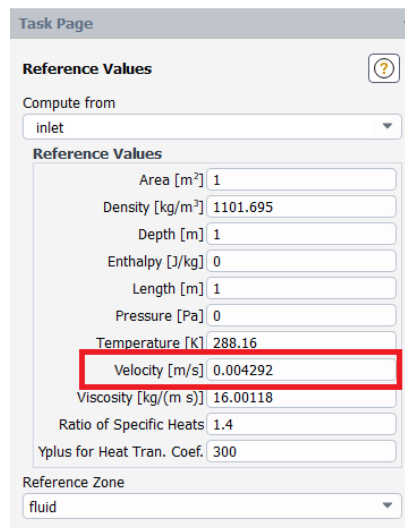 Task Page
Reference Values
?
Compute from
inlet
Reference Values
Area [m²] 1
Density [kg/m³] 1101.695
Depth [m] 1
Enthalpy [J/kg] 0
Length [m] 1
Pressure [Pa] 0
Temperature [K] 288.16
Velocity [m/s] 0.004292
Viscosity [kg/(m s)] 16.00118
Ratio of Specific Heats 1.4
Yplus for Heat Tran. Coef. 300
Reference Zone
fluid